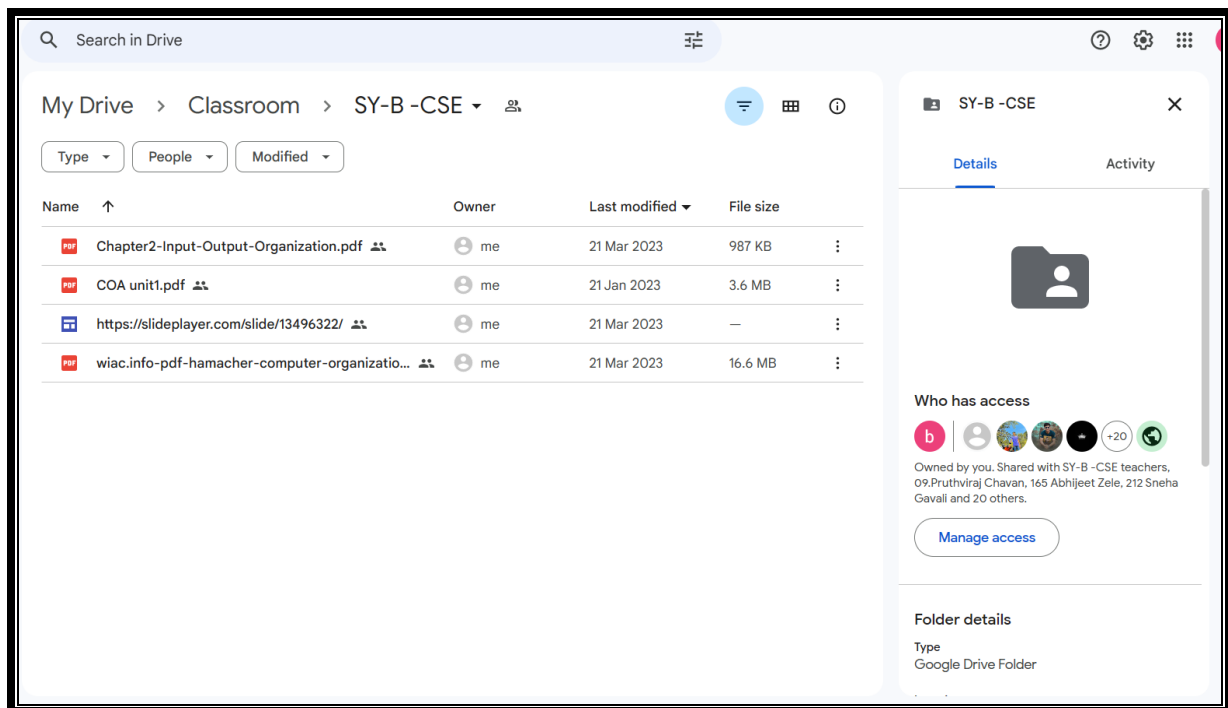 Search in Drive
My Drive > Classroom > SY-B -CSE
Type People Modified
Name Owner Last modified File size
PDF Chapter2-Input-Output-Organization.pdf me 21 Mar 2023 987 KB
PDF COA unit1.pdf me 21 Jan 2023 3.6 MB
https://slideplayer.com/slide/13496322/ me 21 Mar 2023 —
PDF wiac.info-pdf-hamacher-computer-organizatio... me 21 Mar 2023 16.6 MB
SY-B -CSE
Details Activity
Who has access
b +20
Owned by you. Shared with SY-B -CSE teachers,
09.Pruthviraj Chavan, 165 Abhijeet Zele, 212 Sneha
Gavali and 20 others.
Manage access
Folder details
Type
Google Drive Folder